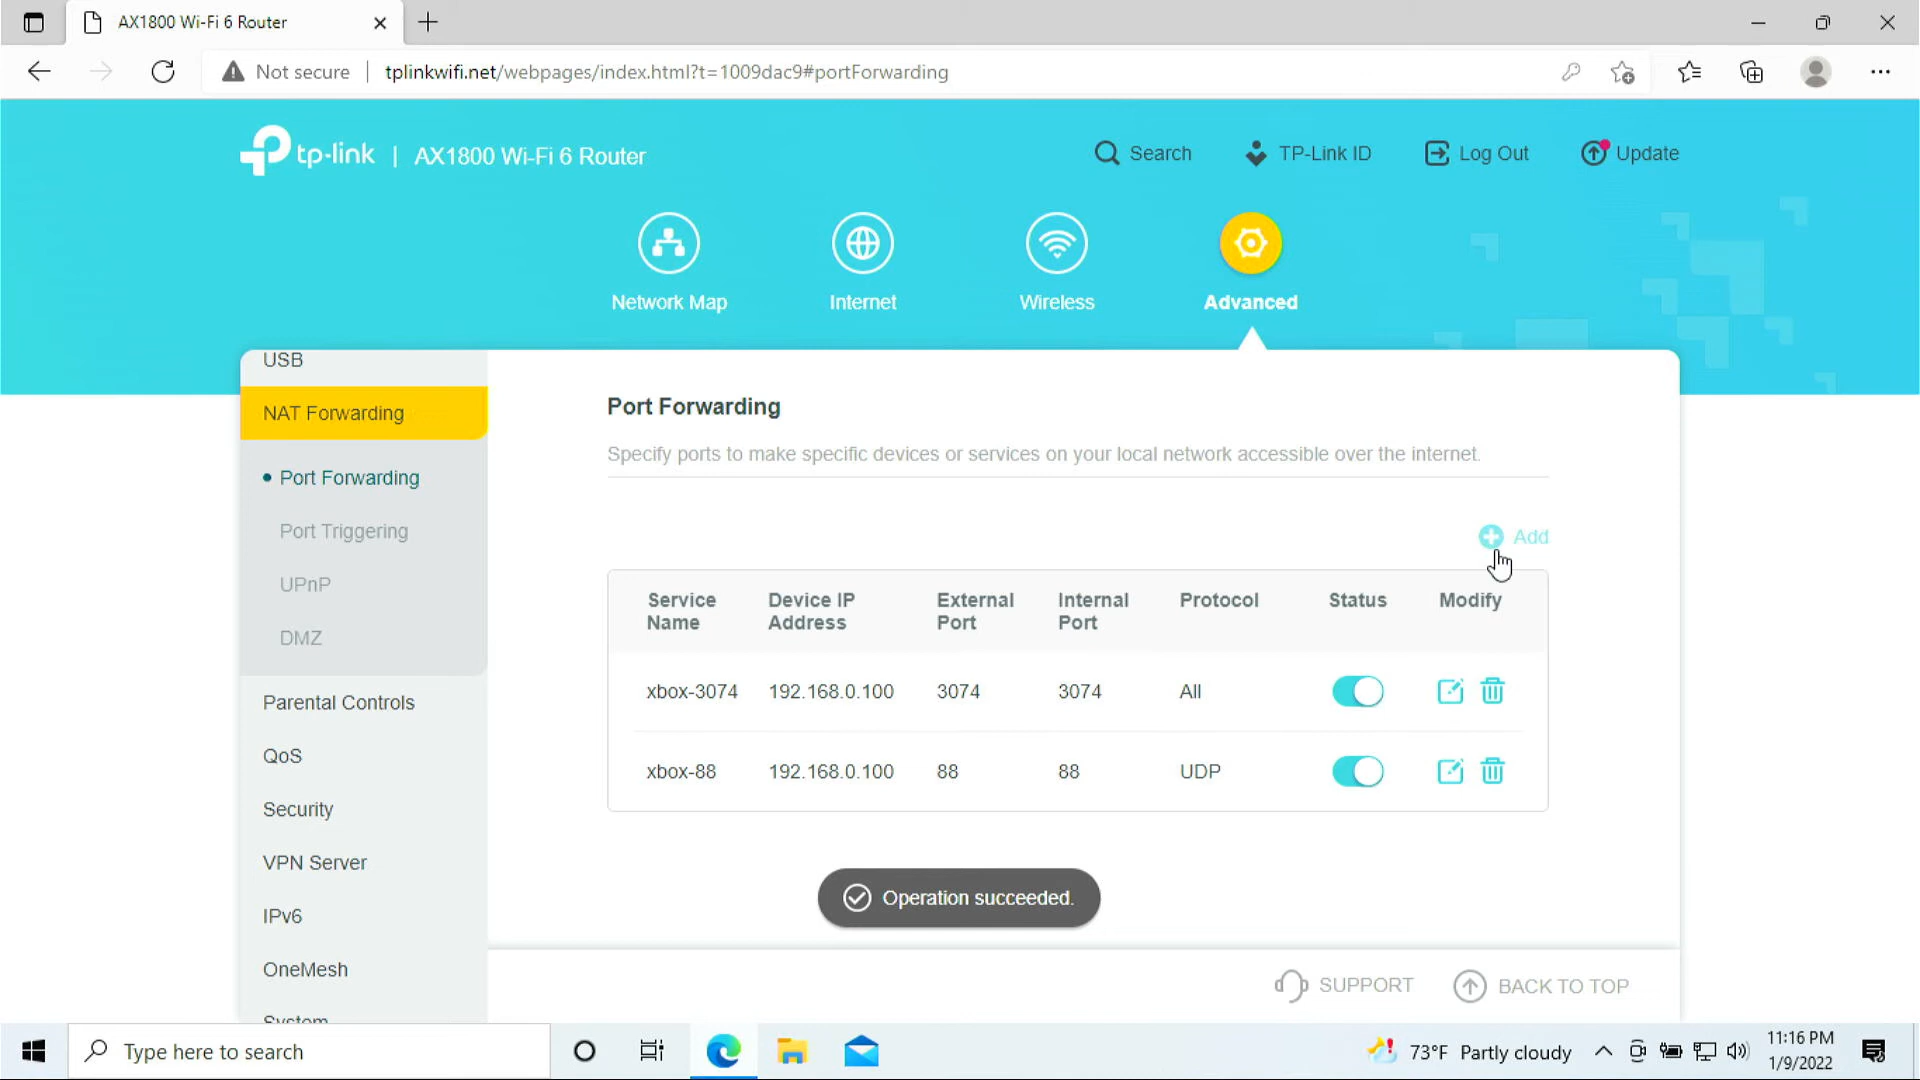 AX1800 Wi-Fi 6 Router
Not secure
tplinkwifi.net/webpages/index.html?t=1009dac9#portForwarding
tp-link | AX1800 Wi-Fi 6 Router
Search
TP-Link ID
Log Out
Update
Network Map
Internet
Wireless
Advanced
USB
NAT Forwarding
Port Forwarding
Port Triggering
UPnP
DMZ
Parental Controls
QoS
Security
VPN Server
IPv6
OneMesh
System
Port Forwarding
Specify ports to make specific devices or services on your local network accessible over the internet.
Add
Service Name
Device IP Address
External Port
Internal Port
Protocol
Status
Modify
xbox-3074 192.168.0.100 3074 3074 All
xbox-88 192.168.0.100 88 88 UDP
Operation succeeded.
SUPPORT
BACK TO TOP
Type here to search
73°F Partly cloudy
11:16 PM
1/9/2022